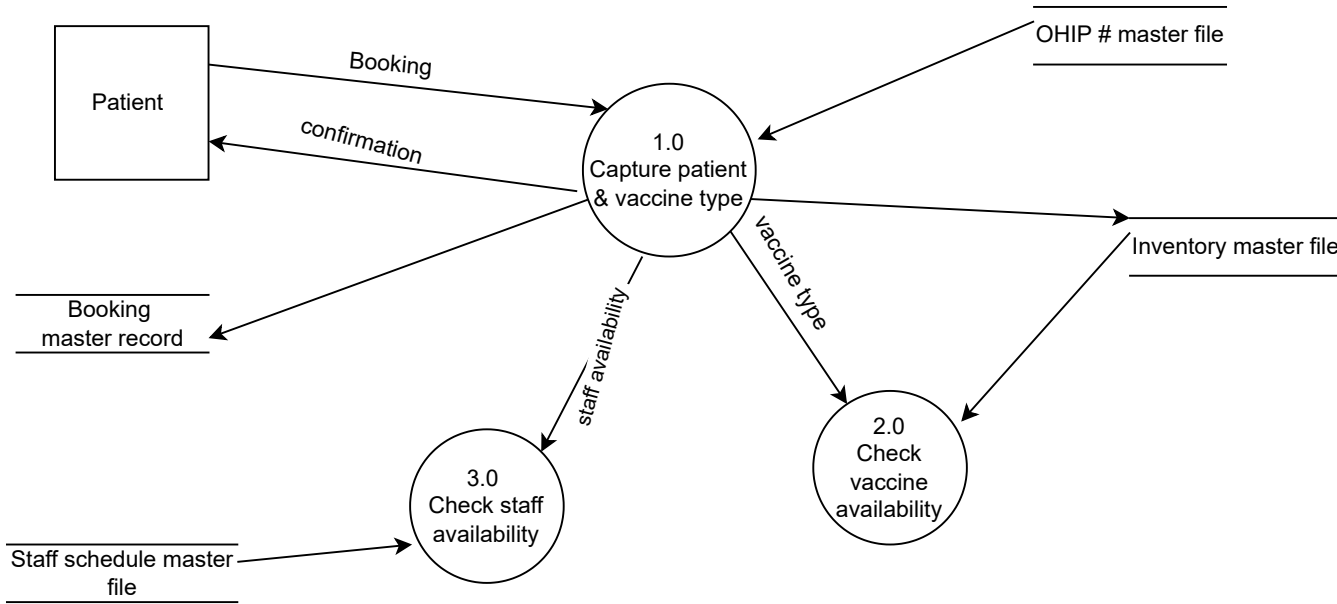 OHIP # master file
Patient
Booking
confirmation
1.0
Capture patient
& vaccine type
vaccine type
Inventory master file
Booking
master record
staff availability
2.0
Check
vaccine
availability
3.0
Check staff
availability
Staff schedule master
file